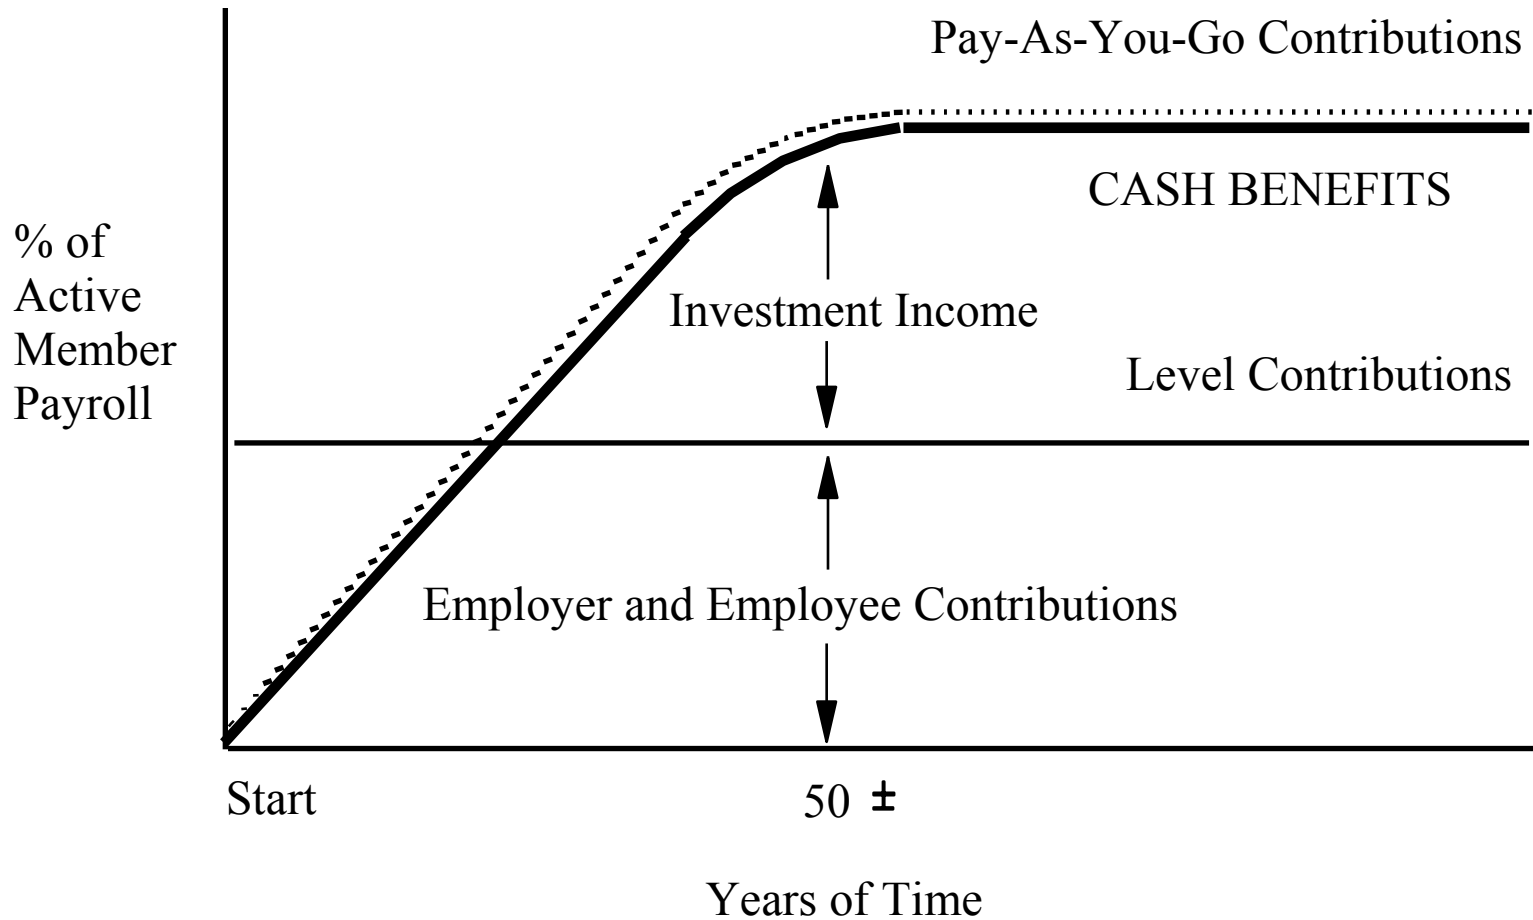 Pay-As-You-Go Contributions
CASH BENEFITS
% of
Active
Member
Payroll
Investment Income
Level Contributions
Employer and Employee Contributions
Start
50 ±
Years of Time